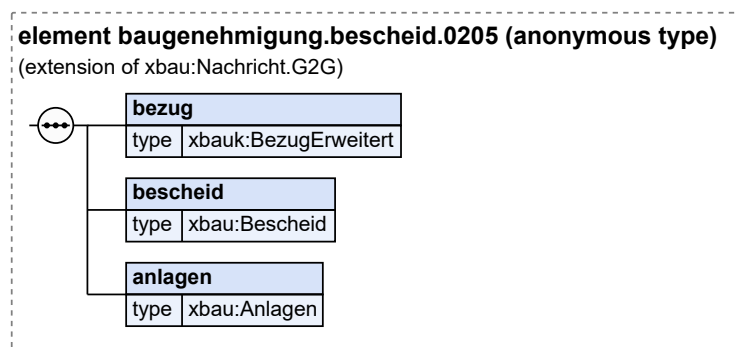 element baugenehmigung.bescheid.0205 (anonymous type)
(extension of xbau:Nachricht.G2G)
bezug
type xbauk:BezugErweitert
bescheid
type xbau:Bescheid
anlagen
type xbau:Anlagen